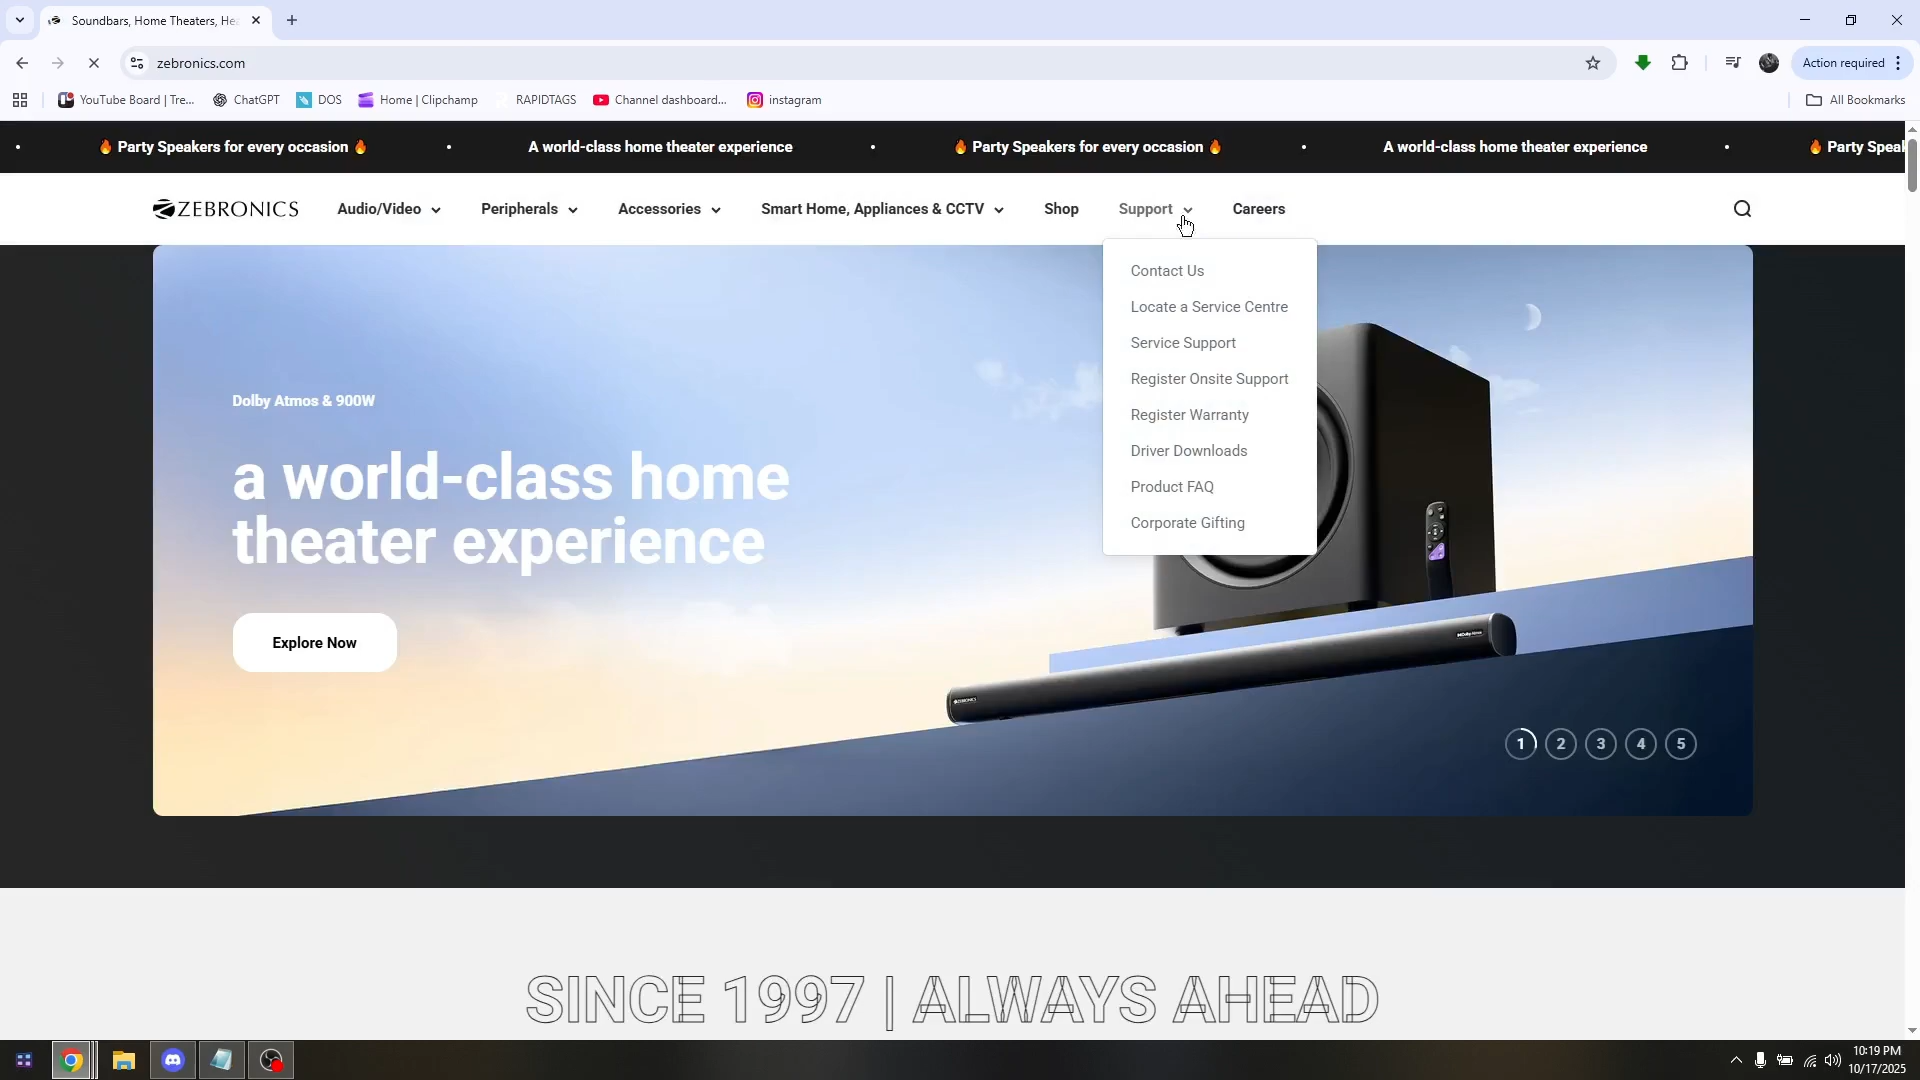 Soundbars, Home Theaters, Hea
zebronics.com
Action required
YouTube Board | Tre...
ChatGPT
DOS
Home | Clipchamp
RAPIDTAGS
Channel dashboard...
instagram
All Bookmarks
• 🔥 Party Speakers for every occasion 🔥 • A world-class home theater experience • 🔥 Party Speakers for every occasion 🔥 • A world-class home theater experience • 🔥 Party Speak
ZEBRONICS
Audio/Video
Peripherals
Accessories
Smart Home, Appliances & CCTV
Shop
Support
Careers
Contact Us
Locate a Service Centre
Service Support
Register Onsite Support
Register Warranty
Driver Downloads
Product FAQ
Corporate Gifting
Dolby Atmos & 900W
a world-class home
theater experience
Explore Now
ZEBRONICS
1 2 3 4 5
SINCE 1997 | ALWAYS AHEAD
10:19 PM
10/17/2025